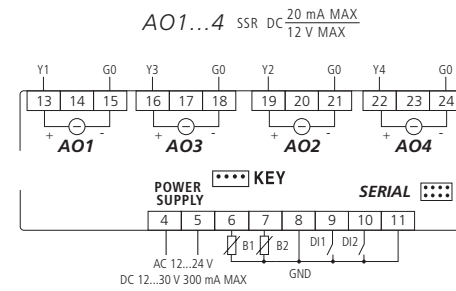 AO1...4 SSR DC 20 mA MAX
12 V MAX
Y1 G0 Y3 G0 Y2 G0 Y4 G0
13 14 15 16 17 18 19 20 21 22 23 24
+ - + - + - + -
AO1 AO3 AO2 AO4
POWER SUPPLY KEY SERIAL
4 5 6 7 8 9 10 11
B1 B2 DI1 DI2
AC 12...24 V
DC 12...30 V 300 mA MAX
GND